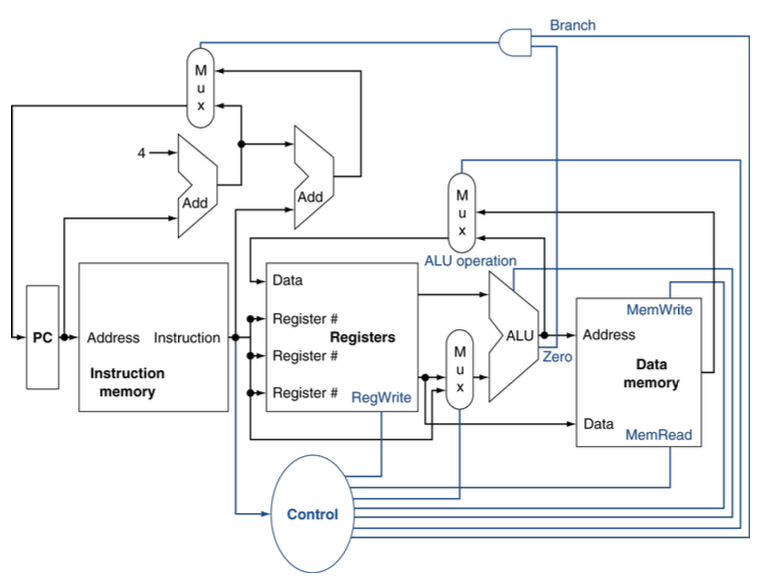 Branch
M
u
x
4
Add
Add
M
u
x
ALU operation
Data
Register #
Registers
Register #
Register #
RegWrite
PC
Address Instruction
Instruction
memory
M
u
x
ALU
Zero
MemWrite
Address
Data
memory
Data
MemRead
Control